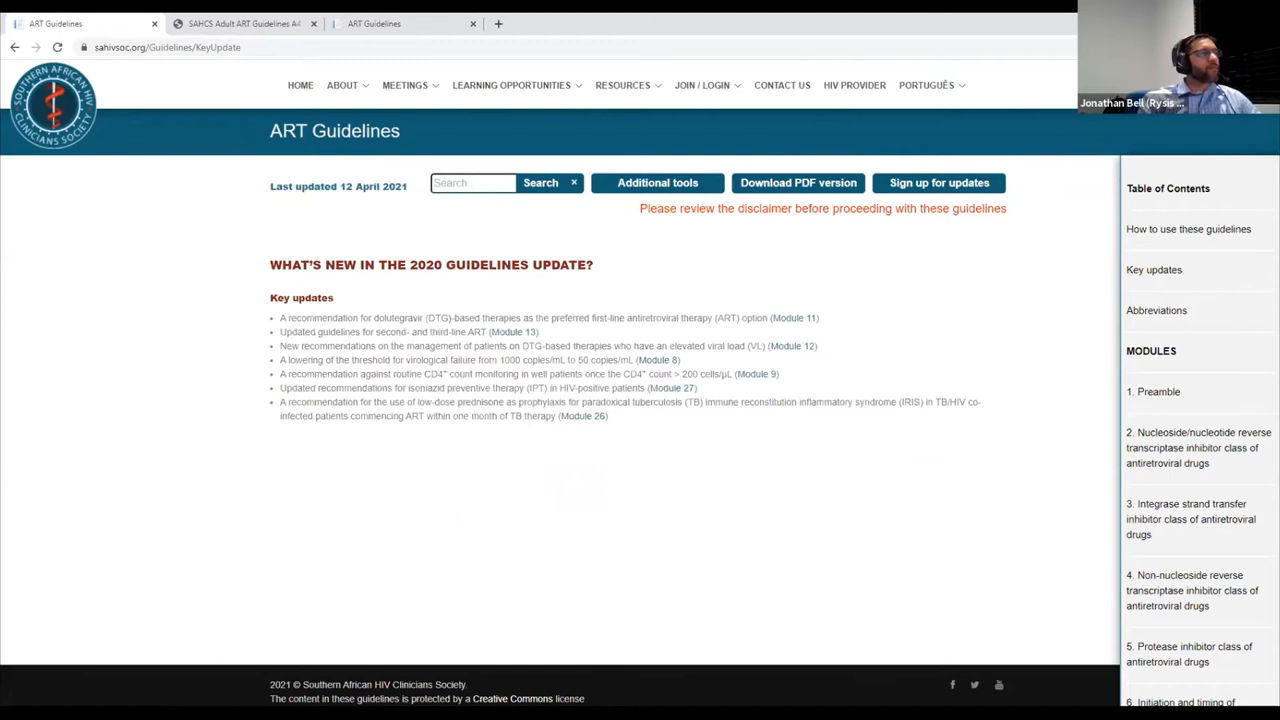 ART Guidelines
SAHCS Adult ART Guidelines A4
ART Guidelines
sahivsoc.org/Guidelines/KeyUpdate
SOUTHERN AFRICAN HIV
CLINICIANS SOCIETY
HOME ABOUT MEETINGS LEARNING OPPORTUNITIES RESOURCES JOIN / LOGIN CONTACT US HIV PROVIDER PORTUGUÊS
Jonathan Bell (Rysis ...
ART Guidelines
Last updated 12 April 2021
Search...
Search ×
Additional tools
Download PDF version
Sign up for updates
Please review the disclaimer before proceeding with these guidelines
WHAT'S NEW IN THE 2020 GUIDELINES UPDATE?
Key updates
• A recommendation for dolutegravir (DTG)-based therapies as the preferred first-line antiretroviral therapy (ART) option (Module 11)
• Updated guidelines for second- and third-line ART (Module 13)
• New recommendations on the management of patients on DTG-based therapies who have an elevated viral load (VL) (Module 12)
• A lowering of the threshold for virological failure from 1000 copies/mL to 50 copies/mL (Module 8)
• A recommendation against routine CD4⁺ count monitoring in well patients once the CD4⁺ count > 200 cells/µL (Module 9)
• Updated recommendations for isoniazid preventive therapy (IPT) in HIV-positive patients (Module 27)
• A recommendation for the use of low-dose prednisone as prophylaxis for paradoxical tuberculosis (TB) immune reconstitution inflammatory syndrome (IRIS) in TB/HIV co-
infected patients commencing ART within one month of TB therapy (Module 26)
Table of Contents
How to use these guidelines
Key updates
Abbreviations
MODULES
1. Preamble
2. Nucleoside/nucleotide reverse
transcriptase inhibitor class of
antiretroviral drugs
3. Integrase strand transfer
inhibitor class of antiretroviral
drugs
4. Non-nucleoside reverse
transcriptase inhibitor class of
antiretroviral drugs
5. Protease inhibitor class of
antiretroviral drugs
6. Initiation and timing of
2021 © Southern African HIV Clinicians Society.
The content in these guidelines is protected by a Creative Commons license